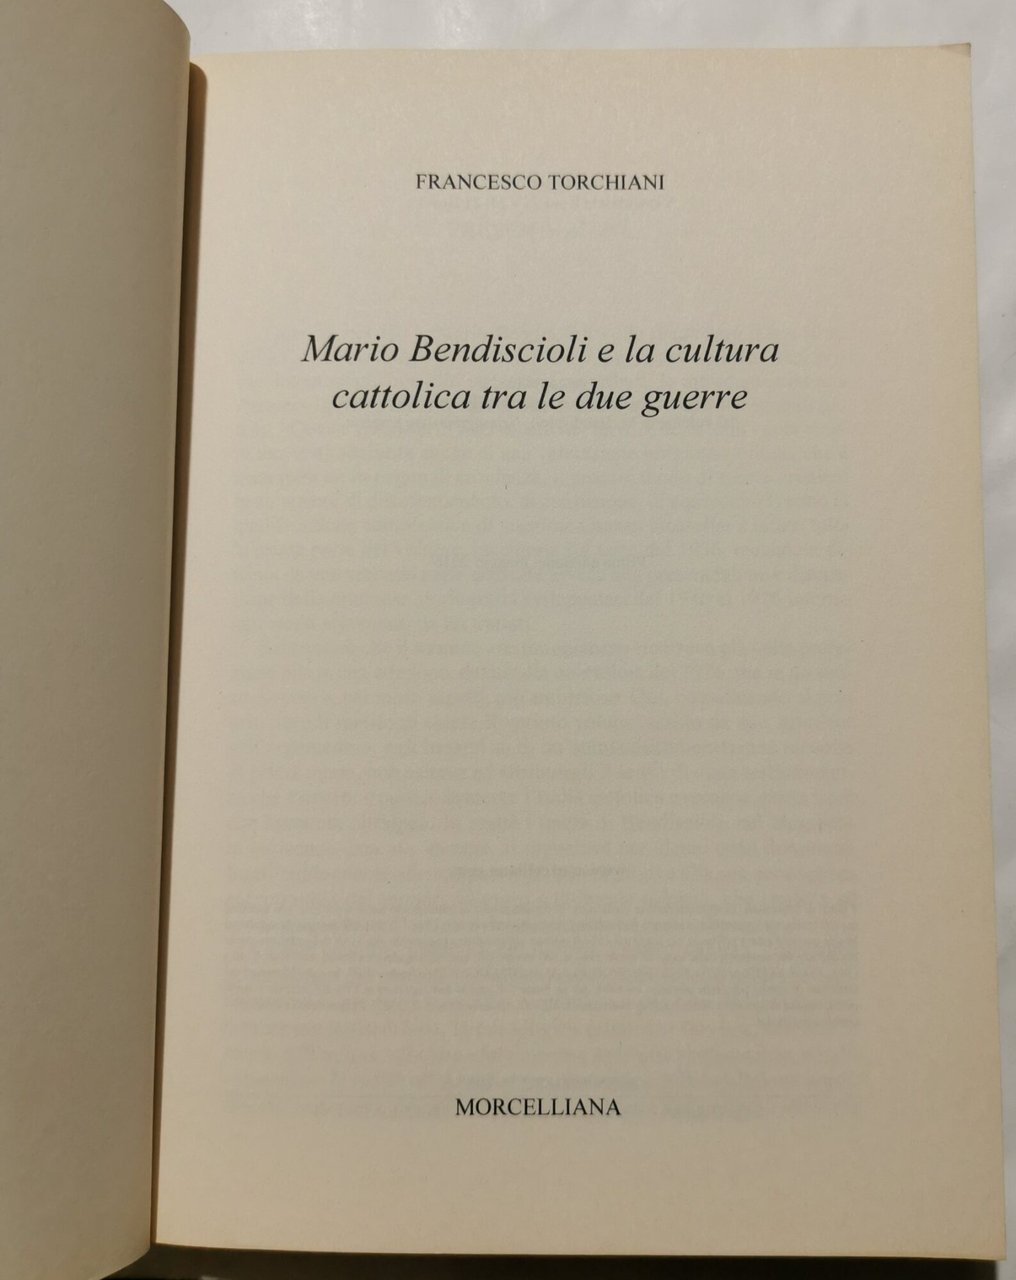 FRANCESCO TORCHIANI
Mario Bendiscioli e la cultura
cattolica tra le due guerre
MORCELLIANA